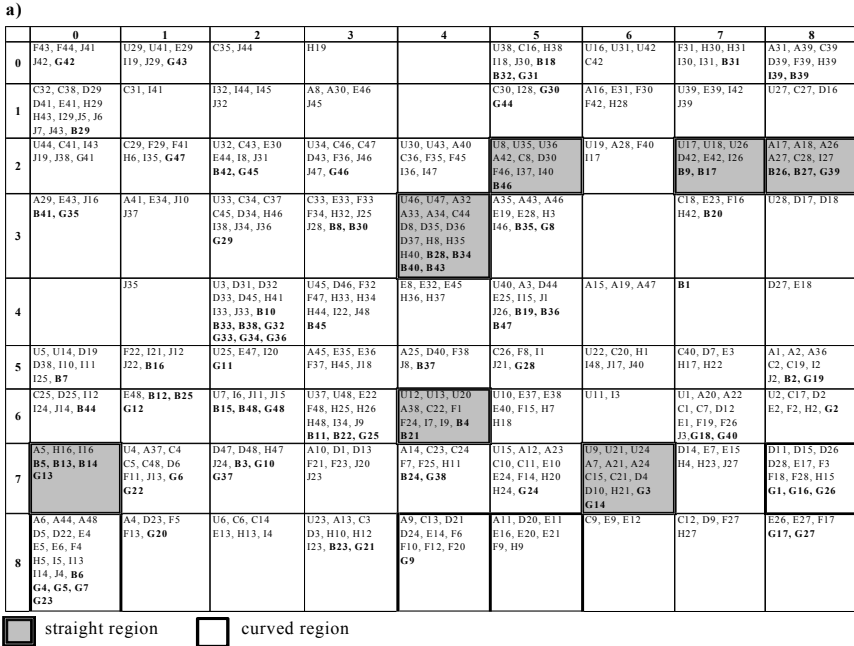 a)
0 1 2 3 4 5 6 7 8
0
F43, F44, J41
J42, G42
U29, U41, E29
I19, J29, G43
C35, J44
H19
U38, C16, H38
I18, J30, B18
B32, G31
U16, U31, U42
C42
F31, H30, H31
I30, I31, B31
A31, A39, C39
D39, F39, H39
I39, B39
1
C32, C38, D29
D41, E41, H29
H43, I29, J5, J6
J7, J43, B29
C31, I41
I32, I44, I45
J32
A8, A30, E46
J45
C30, I28, G30
G44
A16, E31, F30
F42, H28
U39, E39, I42
J39
U27, C27, D16
2
U44, C41, I43
J19, J38, G41
C29, F29, F41
H6, I35, G47
U32, C43, E30
E44, I8, J31
B42, G45
U34, C46, C47
D43, F36, J46
J47, G46
U30, U43, A40
C36, F35, F45
I36, I47
U8, U35, U36
A42, C8, D30
F46, I37, I40
B46
U19, A28, F40
I17
U17, U18, U26
D42, E42, I26
B9, B17
A17, A18, A26
A27, C28, I27
B26, B27, G39
3
A29, E43, J16
B41, G35
A41, E34, J10
J37
U33, C34, C37
C45, D34, H46
I38, J34, J36
G29
C33, E33, F33
F34, H32, J25
J28, B8, B30
U46, U47, A32
A33, A34, C44
D8, D35, D36
D37, H8, H35
H40, B28, B34
B40, B43
A35, A43, A46
E19, E28, H3
I46, B35, G8
C18, E23, F16
H42, B20
U28, D17, D18
4
J35
U3, D31, D32
D33, D45, H41
I33, J33, B10
B33, B38, G32
G33, G34, G36
U45, D46, F32
F47, H33, H34
H44, I22, J48
B45
E8, E32, E45
H36, H37
U40, A3, D44
E25, I15, J1
J26, B19, B36
B47
A15, A19, A47
B1
D27, E18
5
U5, U14, D19
D38, I10, I11
I25, B7
F22, I21, J12
J22, B16
U25, E47, I20
G11
A45, E35, E36
F37, H45, J18
A25, D40, F38
J8, B37
C26, F8, I1
J21, G28
U22, C20, H1
I48, J17, J40
C40, D7, E3
H17, H22
A1, A2, A36
C2, C19, I2
J2, B2, G19
6
C25, D25, I12
I24, J14, B44
E48, B12, B25
G12
U7, I6, J11, J15
B15, B48, G48
U37, U48, E22
F48, H25, H26
H48, I34, J9
B11, B22, G25
U12, U13, U20
A38, C22, F1
F24, I7, I9, B4
B21
E10, E37, E38
E40, F15, H7
H18
U11, I3
U1, A20, A22
C1, C7, D12
E1, F19, F26
J3, G18, G40
U2, C17, D2
E2, F2, H2, G2
7
A5, H16, I16
B5, B13, B14
G13
U4, A37, C4
C5, C48, D6
F11, J13, G6
G22
D47, D48, H47
J24, B3, G10
G37
A10, D1, D13
F21, F23, J20
J23
A14, C23, C24
F7, F25, H11
B24, G38
U15, A12, A23
C10, C11, E10
E24, F14, H20
H24, G24
U9, U21, U24
A7, A21, A24
C15, C21, D4
D10, H21, G3
G14
D14, E7, E15
H4, H23, J27
D11, D15, D26
D28, E17, F3
F18, F28, H15
G1, G16, G26
8
A6, A44, A48
D5, D22, E4
E5, E6, F4
H5, I5, I13
I14, J4, B6
G4, G5, G7
G23
A4, D23, F5
F13, G20
U6, C6, C14
E13, H13, I4
U23, A13, C3
D3, H10, H12
I23, B23, G21
A9, C13, D21
D24, E14, F6
F10, F12, F20
G9
A11, D20, E11
E16, E20, E21
F9, H9
C9, E9, E12
C12, D9, F27
H27
E26, E27, F17
G17, G27
straight region curved region